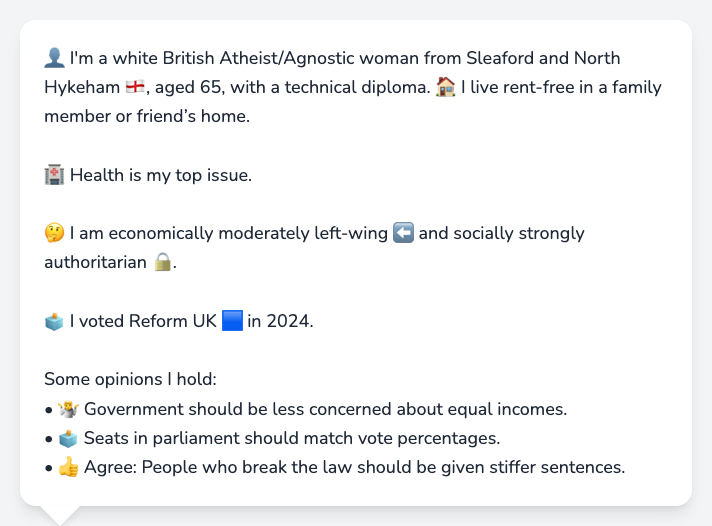 👤 I'm a white British Atheist/Agnostic woman from Sleaford and North
Hykeham 🏴󠁧󠁢󠁥󠁮󠁧󠁿, aged 65, with a technical diploma. 🏠 I live rent-free in a family
member or friend’s home.
🏥 Health is my top issue.
🤔 I am economically moderately left-wing ⬅️ and socially strongly
authoritarian 🔒.
🗳️ I voted Reform UK 🟦 in 2024.
Some opinions I hold:
• 🤷 Government should be less concerned about equal incomes.
• 🗳️ Seats in parliament should match vote percentages.
• 👍 Agree: People who break the law should be given stiffer sentences.